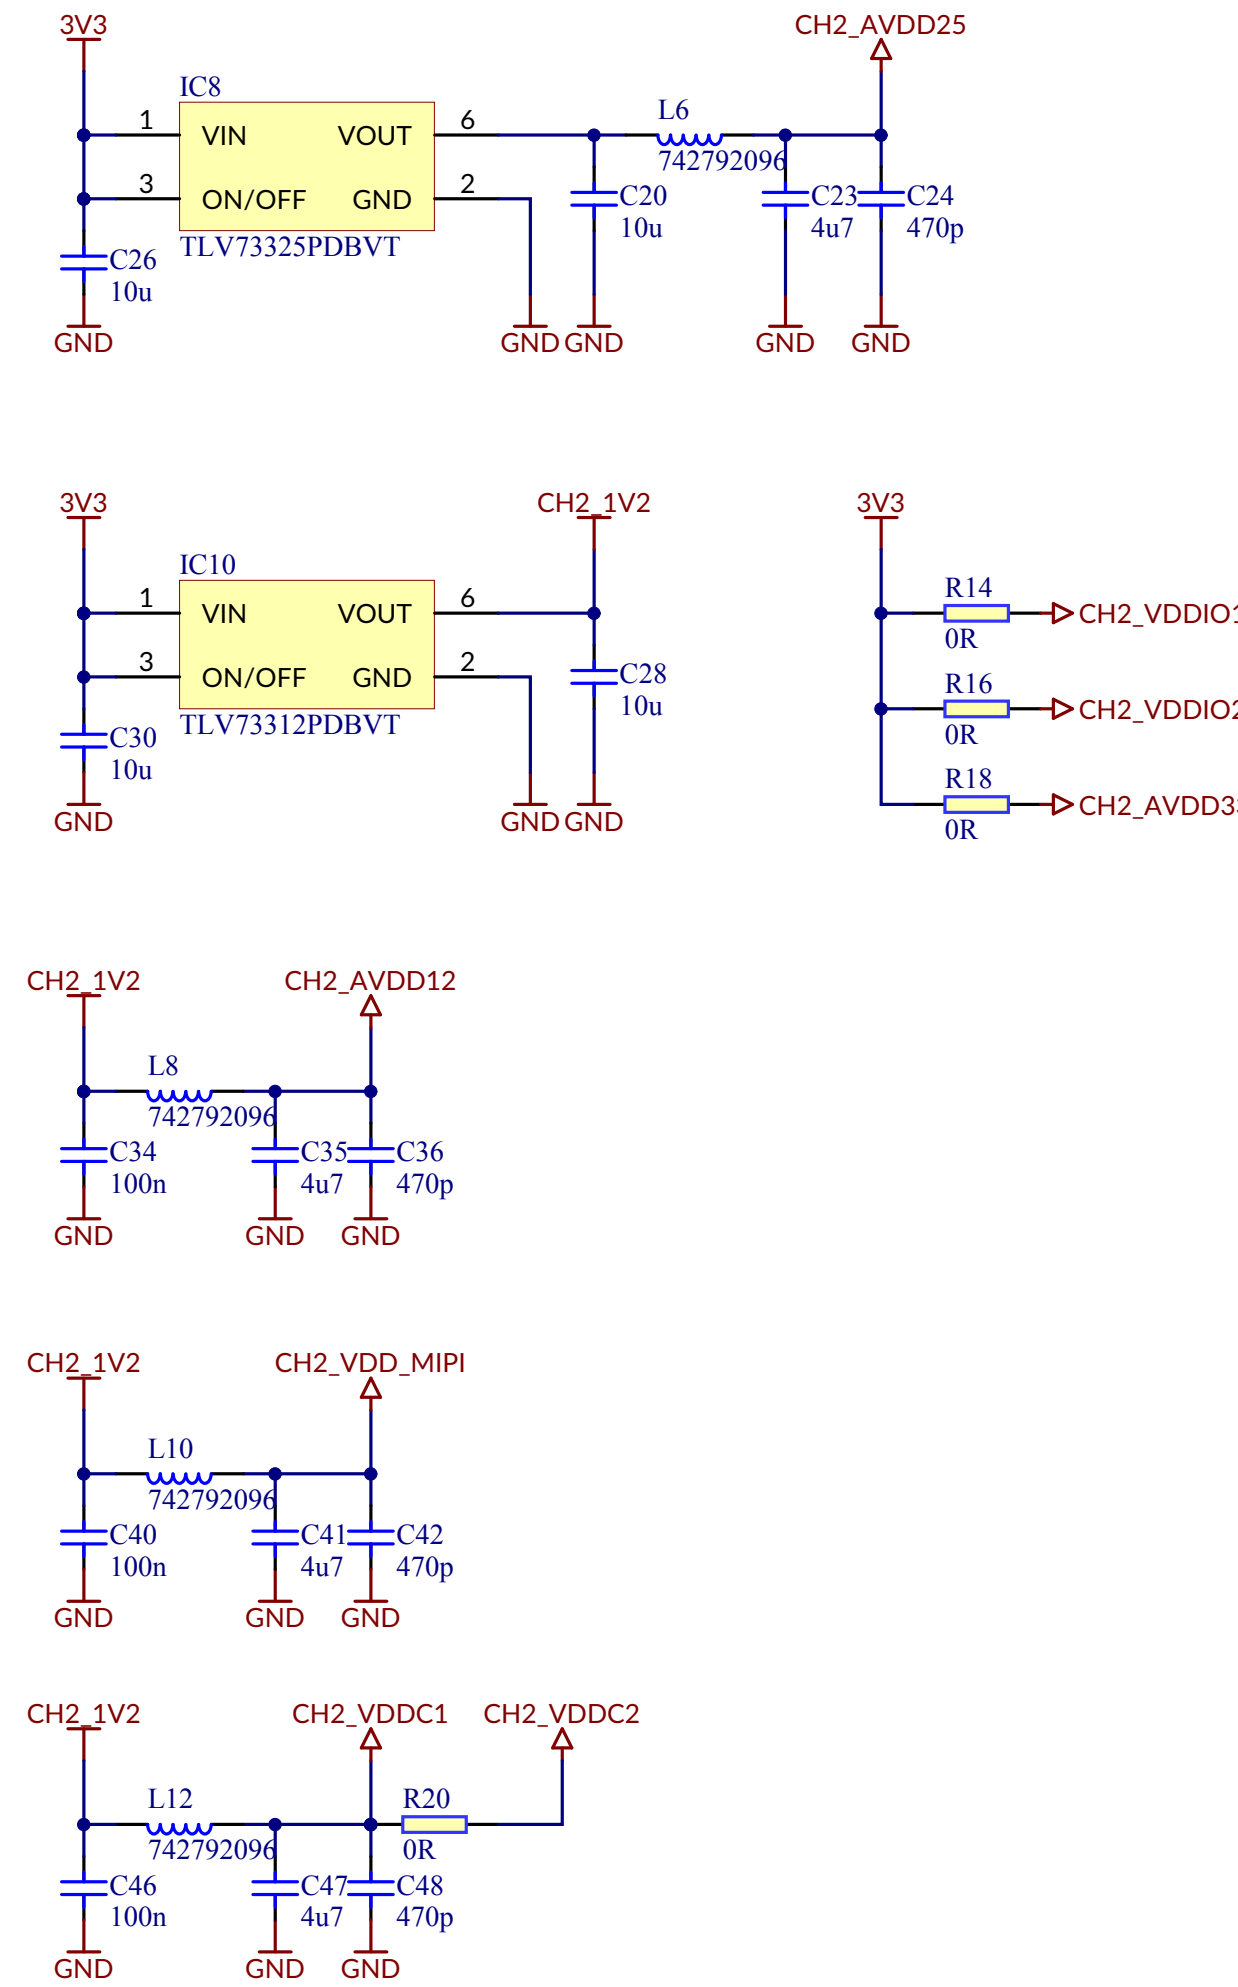 3V3
CH2_AVDD25
IC8
1 VIN VOUT 6
3 ON/OFF GND 2
TLV73325PDBVT
L6
742792096
C26
10u
C20
10u
C23
4u7
C24
470p
GND
GND
GND
GND
GND
3V3
CH2_1V2
IC10
1 VIN VOUT 6
3 ON/OFF GND 2
TLV73312PDBVT
C30
10u
C28
10u
GND
GND
GND
3V3
R14
0R
CH2_VDDIO1
R16
0R
CH2_VDDIO2
R18
0R
CH2_AVDD33
CH2_1V2
CH2_AVDD12
L8
742792096
C34
100n
C35
4u7
C36
470p
GND
GND
GND
CH2_1V2
CH2_VDD_MIPI
L10
742792096
C40
100n
C41
4u7
C42
470p
GND
GND
GND
CH2_1V2
CH2_VDDC1
CH2_VDDC2
L12
742792096
R20
0R
C46
100n
C47
4u7
C48
470p
GND
GND
GND